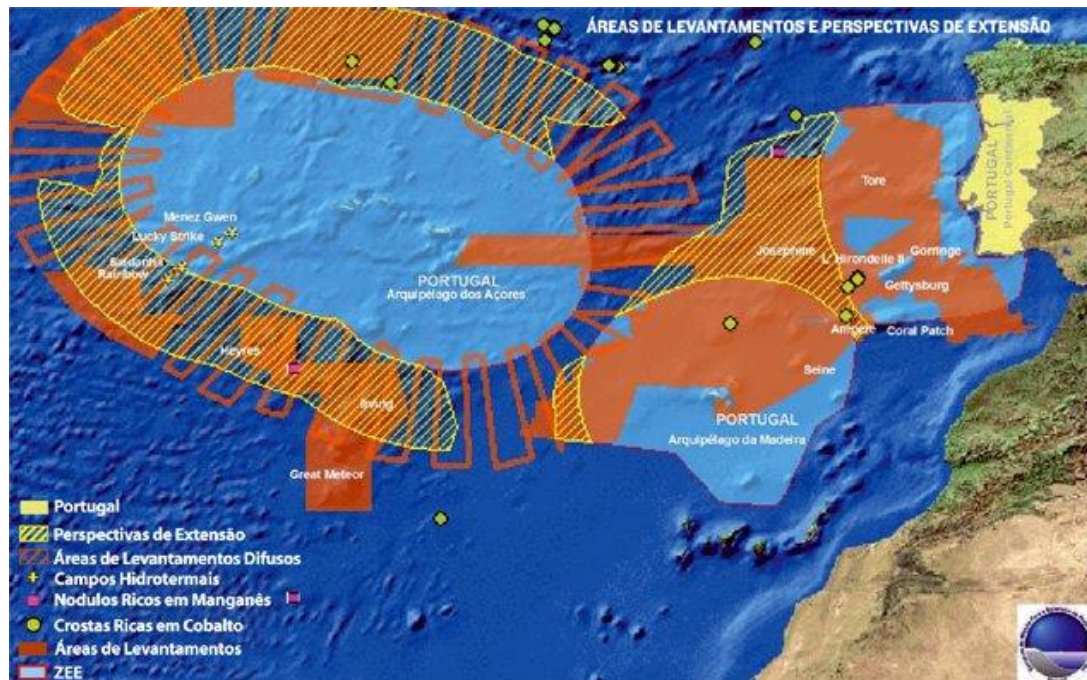 ÁREAS DE LEVANTAMENTOS E PERSPECTIVAS DE EXTENSÃO
PORTUGAL
Portugal Continental
Tore
Menez Gwen
Lucky Strike
Saldanha
Rainbow
Josephine
L' Hirondelle II
Gorringe
Gettysburg
PORTUGAL
Arquipélago dos Açores
Ampere
Coral Patch
Heyres
Seine
Irving
PORTUGAL
Arquipélago da Madeira
Great Meteor
Portugal
Perspectivas de Extensão
Áreas de Levantamentos Difusos
Campos Hidrotermais
Nodulos Ricos em Manganês
Crostas Ricas em Cobalto
Áreas de Levantamentos
ZEE